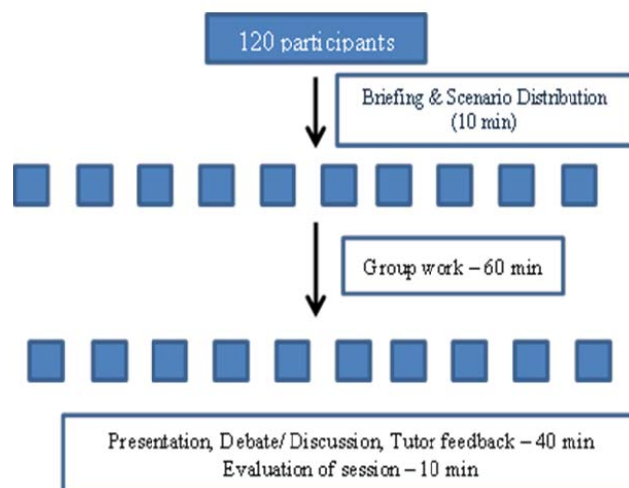 120 participants
Briefing & Scenario Distribution
(10 min)
Group work – 60 min
Presentation, Debate/ Discussion, Tutor feedback – 40 min
Evaluation of session – 10 min